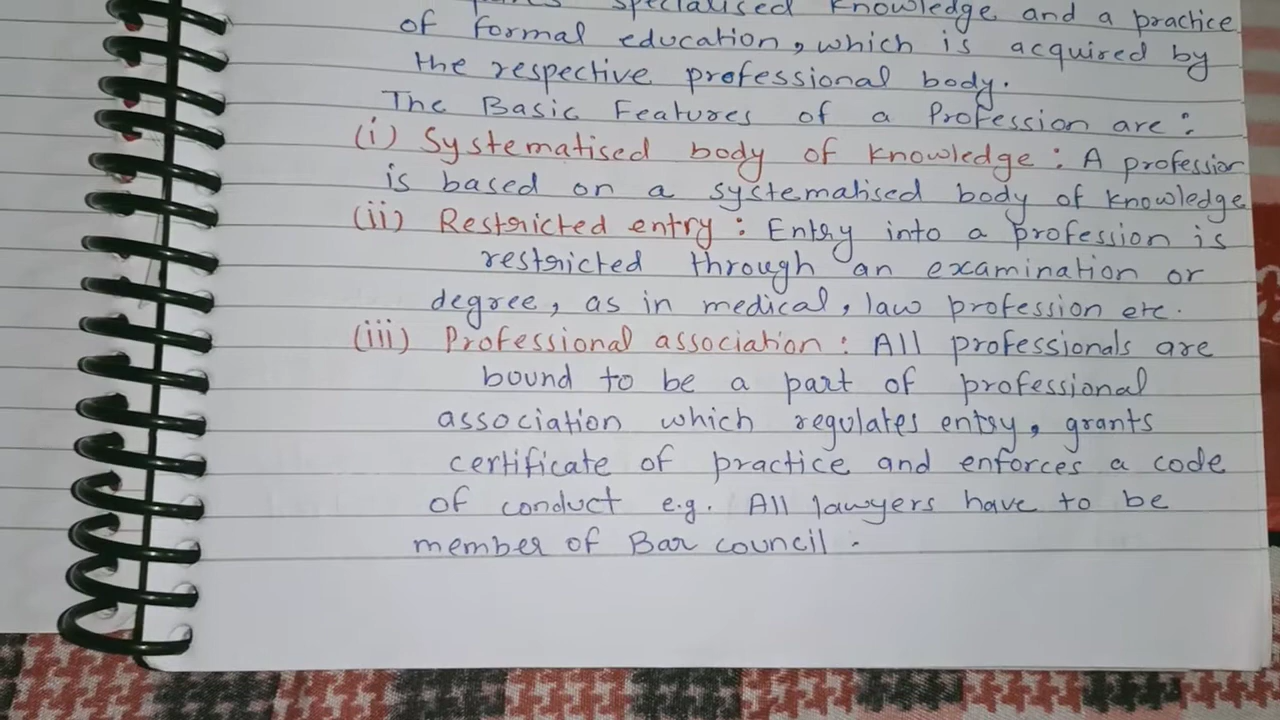 specialised knowledge and a practice
of formal education, which is acquired by
the respective professional body.
The Basic Features of a Profession are :
(i) Systematised body of knowledge : A profession
is based on a systematised body of knowledge
(ii) Restricted entry : Entry into a profession is
restricted through an examination or
degree, as in medical, law profession etc.
(iii) Professional association : All professionals are
bound to be a part of professional
association which regulates entry, grants
certificate of practice and enforces a code
of conduct e.g. All lawyers have to be
member of Bar council .